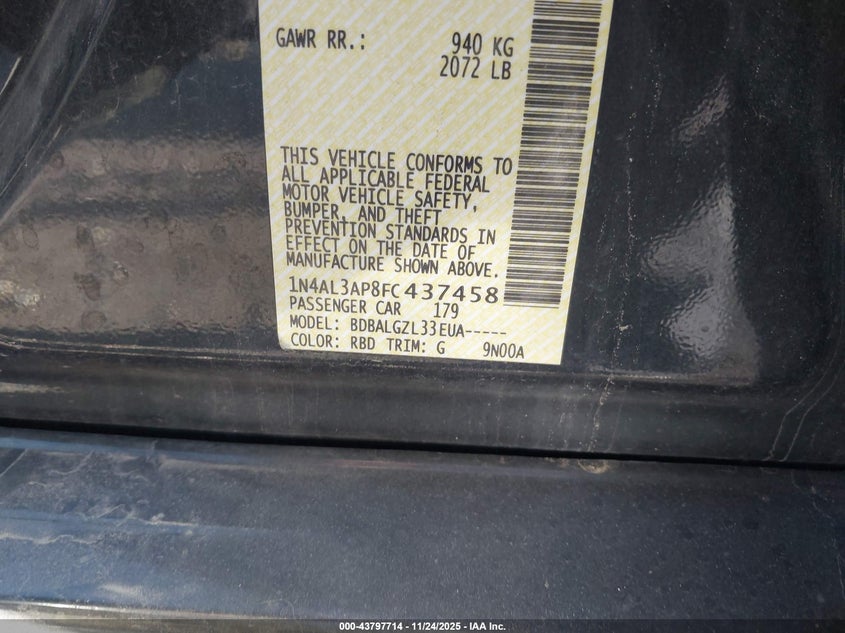 GAWR RR.: 940 KG
2072 LB
THIS VEHICLE CONFORMS TO
ALL APPLICABLE FEDERAL
MOTOR VEHICLE SAFETY,
BUMPER, AND THEFT
PREVENTION STANDARDS IN
EFFECT ON THE DATE OF
MANUFACTURE SHOWN ABOVE.
1N4AL3AP8FC437458
PASSENGER CAR 179
MODEL: BDBALGZL33EUA-----
COLOR: RBD TRIM: G 9N00A
000-43797714 - 11/24/2025 - IAA Inc.